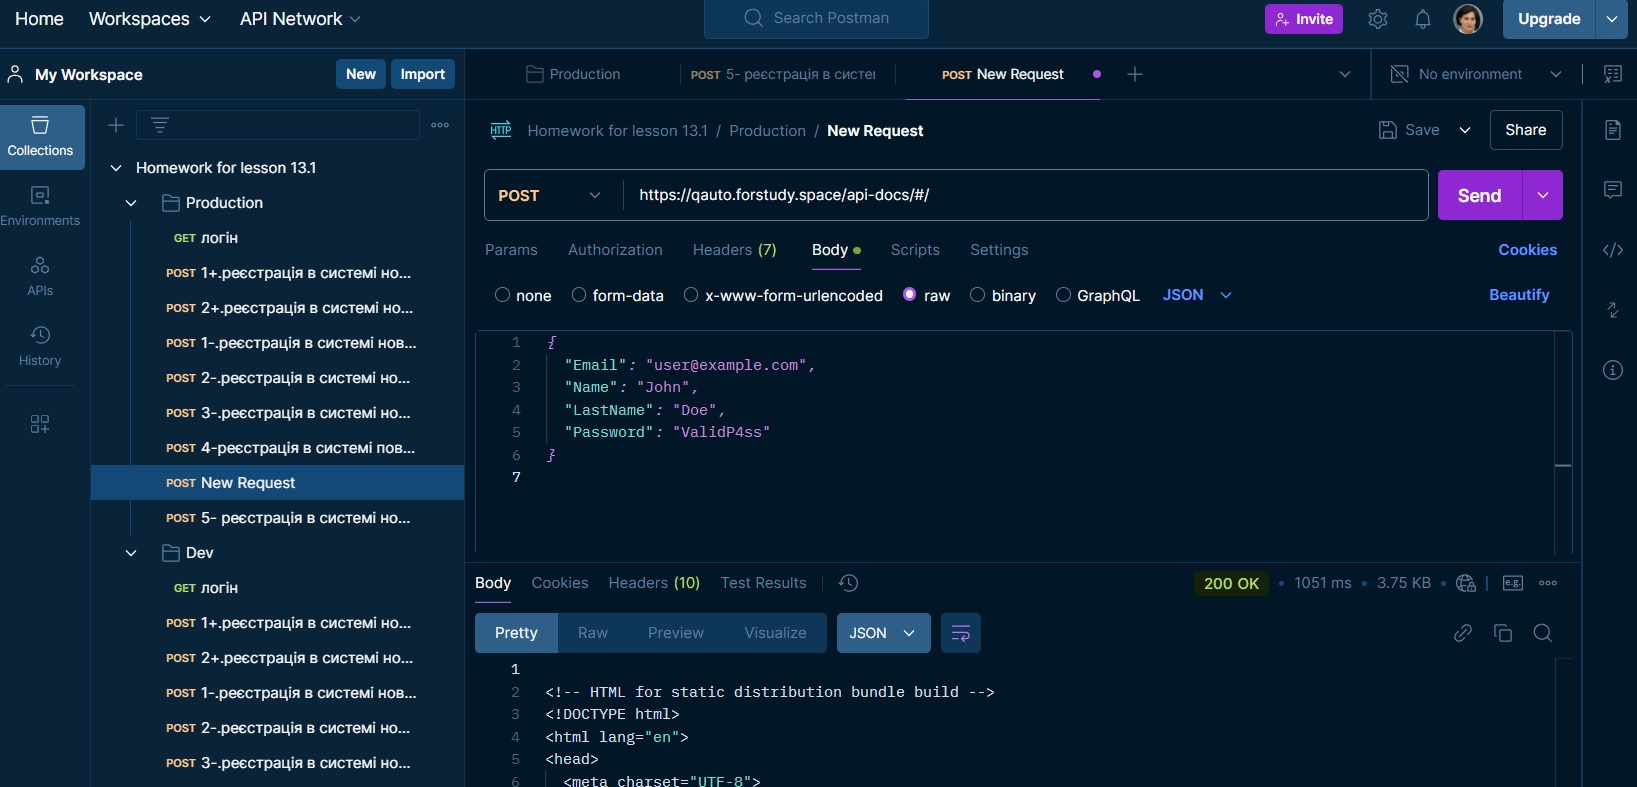 Home Workspaces API Network Search Postman Invite Upgrade
My Workspace New Import
Production POST 5- реєстрація в систем POST New Request No environment
Collections
Environments
APIs
History
Homework for lesson 13.1
Production
GET логін
POST 1+.реєстрація в системі но...
POST 2+.реєстрація в системі но...
POST 1-.реєстрація в системі нов...
POST 2-.реєстрація в системі но...
POST 3-.реєстрація в системі но...
POST 4-реєстрація в системі пов...
POST New Request
POST 5- реєстрація в системі но...
Dev
GET логін
POST 1+.реєстрація в системі но...
POST 2+.реєстрація в системі но...
POST 1-.реєстрація в системі нов...
POST 2-.реєстрація в системі но...
POST 3-.реєстрація в системі но...
HTTP Homework for lesson 13.1 / Production / New Request Save Share
POST https://qauto.forstudy.space/api-docs/#/ Send
Params Authorization Headers (7) Body Scripts Settings Cookies
none form-data x-www-form-urlencoded raw binary GraphQL JSON Beautify
1 {
2 "Email": "user@example.com",
3 "Name": "John",
4 "LastName": "Doe",
5 "Password": "ValidP4ss"
6 }
7
Body Cookies Headers (10) Test Results 200 OK • 1051 ms • 3.75 KB • e.g.
Pretty Raw Preview Visualize JSON
1
2 <!-- HTML for static distribution bundle build -->
3 <!DOCTYPE html>
4 <html lang="en">
5 <head>
6 <meta charset="UTF-8">